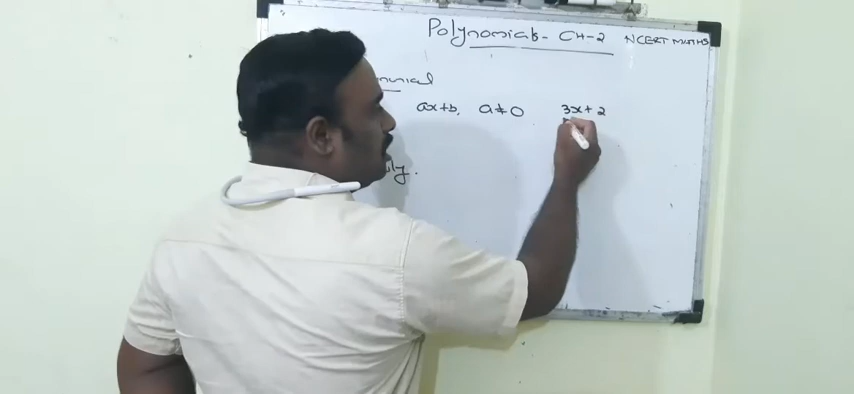 Polynomials - CH-2 NCERT MATHS
ax+b, a≠0 3x+2